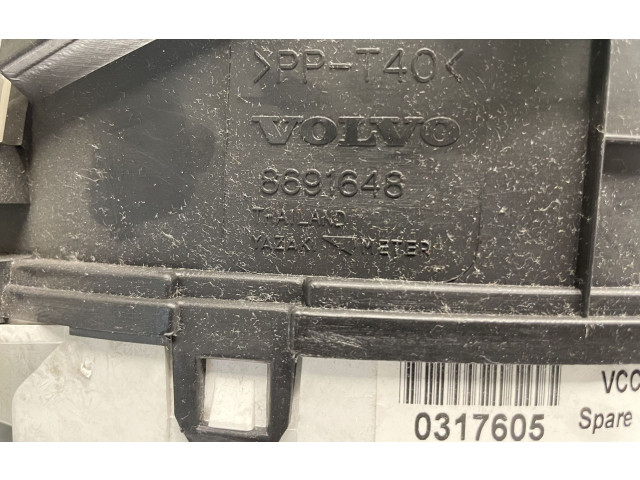 >PP-T40<
VOLVO
8691648
THAILAND
YAZAKI METER
VCC
0317605 Spare